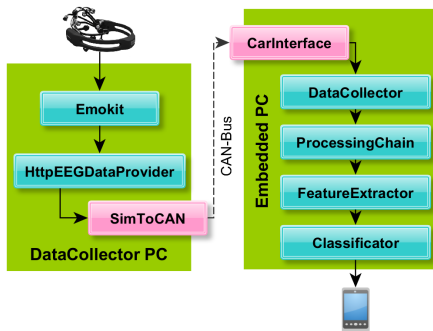 Emokit
HttpEEGDataProvider
SimToCAN
DataCollector PC
CAN-Bus
CarInterface
Embedded PC
DataCollector
ProcessingChain
FeatureExtractor
Classificator